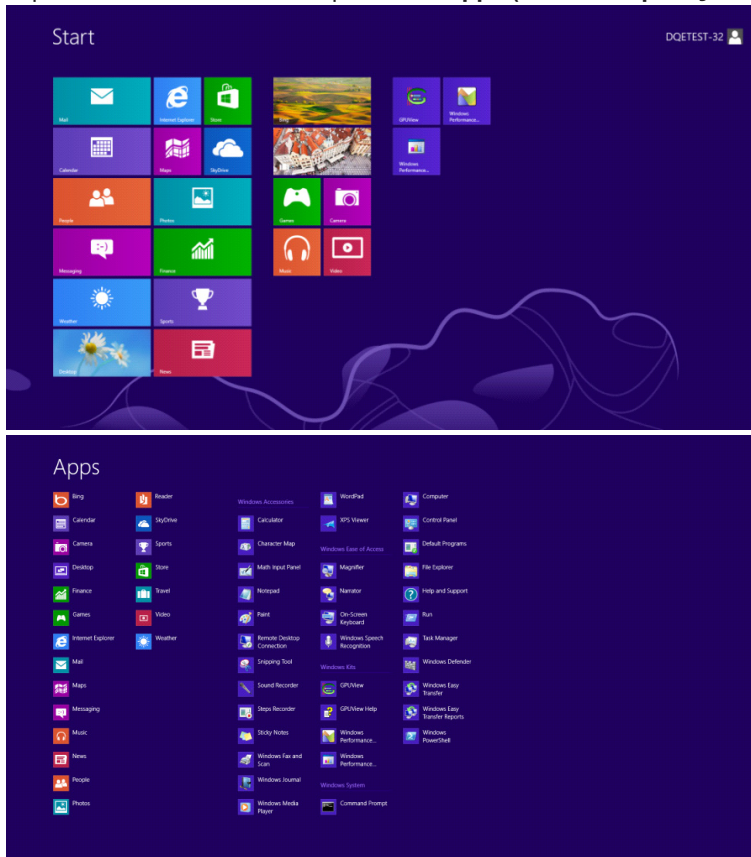 Start
DQETEST-32
Mail
Internet Explorer
Store
Bing
GPUView
Windows Performance...
Calendar
Maps
SkyDrive
Windows Performance...
People
Photos
Games
Camera
Messaging
Finance
Music
Video
Weather
Sports
Desktop
News
Apps
Bing
Calendar
Camera
Desktop
Finance
Games
Internet Explorer
Mail
Maps
Messaging
Music
News
People
Photos
Reader
SkyDrive
Sports
Store
Travel
Video
Weather
Windows Accessories
Calculator
Character Map
Math Input Panel
Notepad
Paint
Remote Desktop
Connection
Snipping Tool
Sound Recorder
Steps Recorder
Sticky Notes
Windows Fax and
Scan
Windows Journal
Windows Media
Player
WordPad
XPS Viewer
Windows Ease of Access
Magnifier
Narrator
On-Screen
Keyboard
Windows Speech
Recognition
Windows Kits
GPUView
GPUView Help
Windows
Performance...
Windows
Performance...
Windows System
Command Prompt
Computer
Control Panel
Default Programs
File Explorer
Help and Support
Run
Task Manager
Windows Defender
Windows Easy
Transfer
Windows Easy
Transfer Reports
Windows
PowerShell